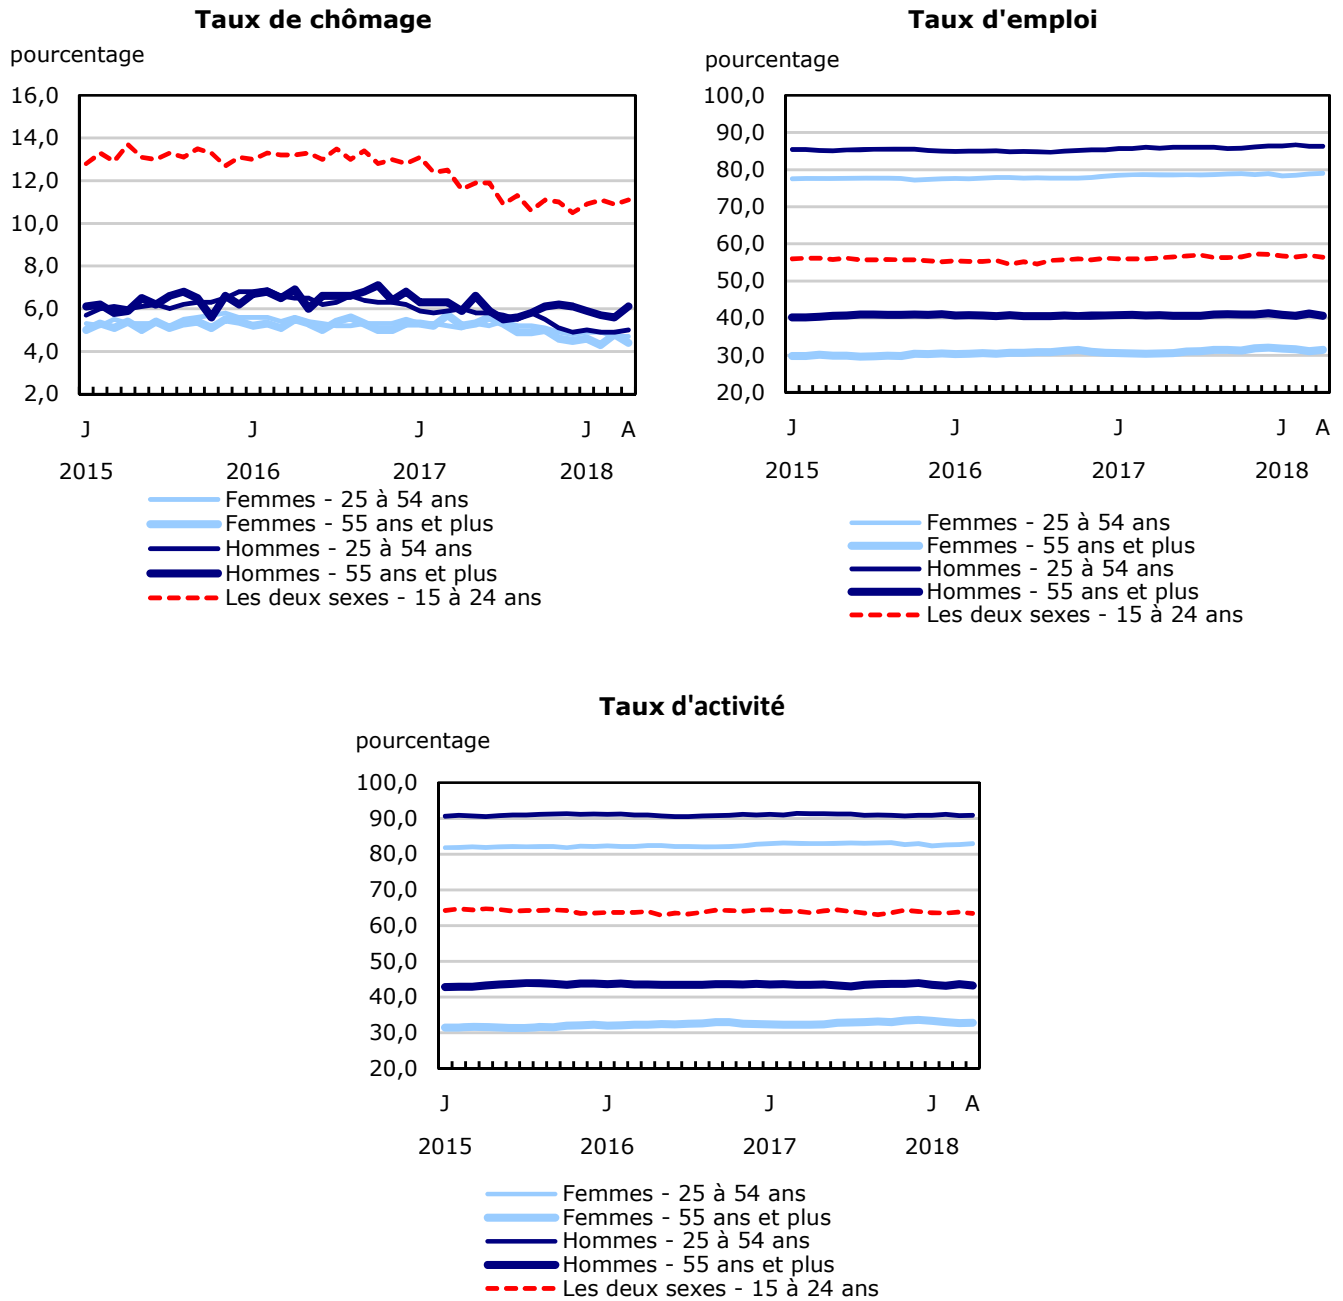 Taux de chômage
pourcentage
16,0
14,0
12,0
10,0
8,0
6,0
4,0
2,0
J J J J A
2015 2016 2017 2018
Femmes - 25 à 54 ans
Femmes - 55 ans et plus
Hommes - 25 à 54 ans
Hommes - 55 ans et plus
Les deux sexes - 15 à 24 ans
Taux d'emploi
pourcentage
100,0
90,0
80,0
70,0
60,0
50,0
40,0
30,0
20,0
J J J J A
2015 2016 2017 2018
Femmes - 25 à 54 ans
Femmes - 55 ans et plus
Hommes - 25 à 54 ans
Hommes - 55 ans et plus
Les deux sexes - 15 à 24 ans
Taux d'activité
pourcentage
100,0
90,0
80,0
70,0
60,0
50,0
40,0
30,0
20,0
J J J J A
2015 2016 2017 2018
Femmes - 25 à 54 ans
Femmes - 55 ans et plus
Hommes - 25 à 54 ans
Hommes - 55 ans et plus
Les deux sexes - 15 à 24 ans